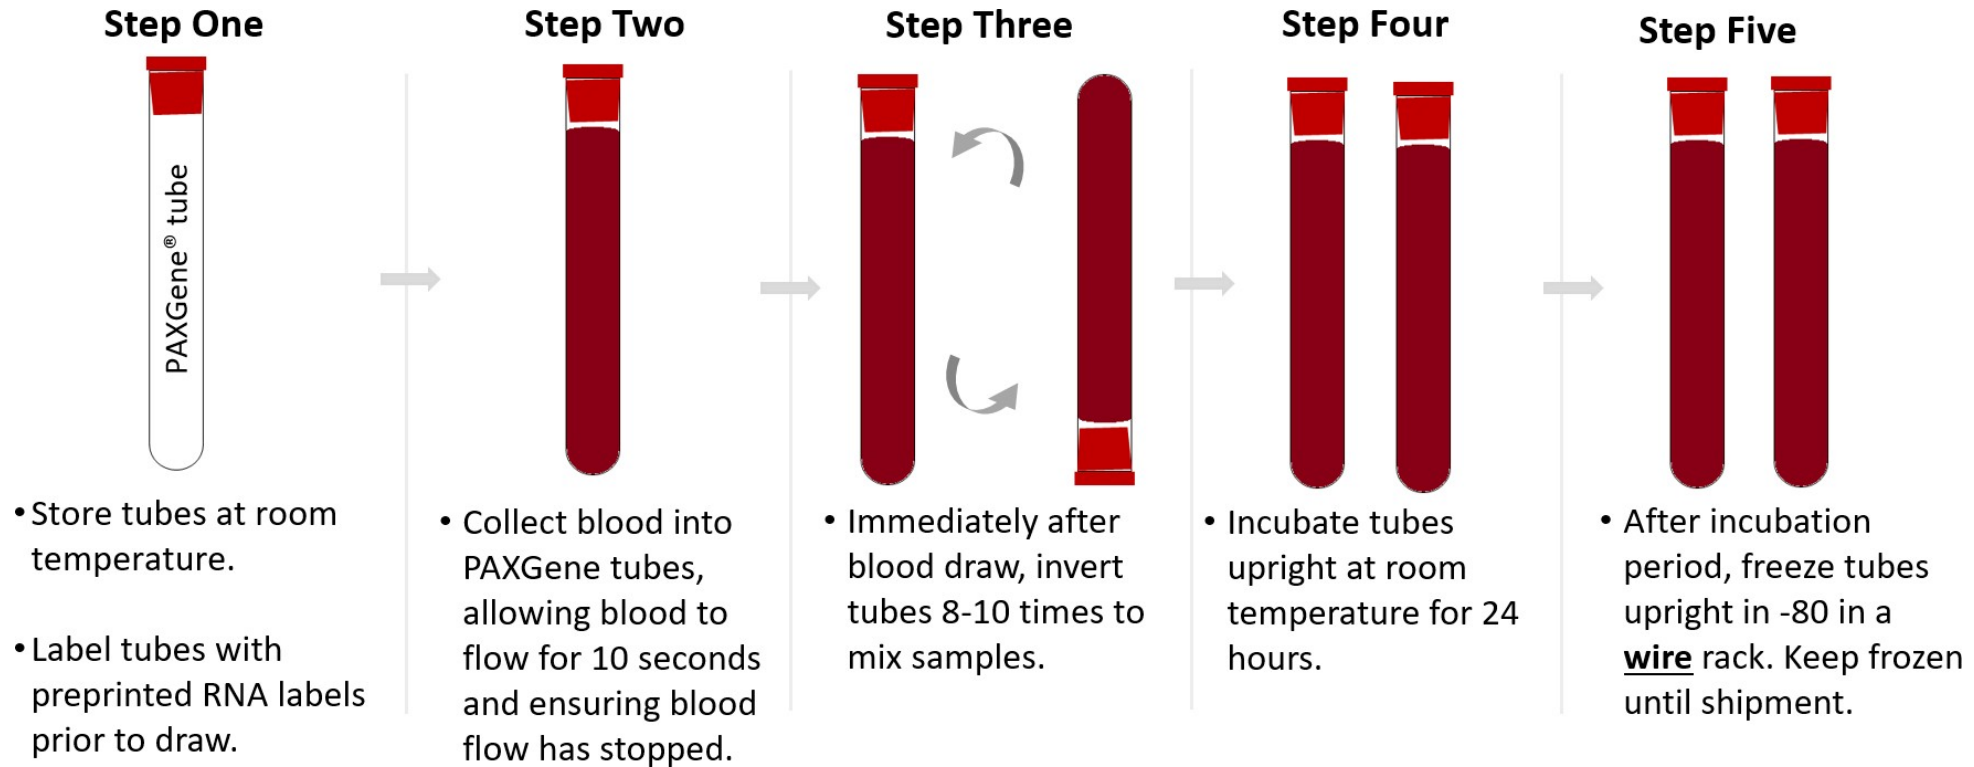 Step One
PAXGene® tube
• Store tubes at room
temperature.
• Label tubes with
preprinted RNA labels
prior to draw.
Step Two
• Collect blood into
PAXGene tubes,
allowing blood to
flow for 10 seconds
and ensuring blood
flow has stopped.
Step Three
• Immediately after
blood draw, invert
tubes 8-10 times to
mix samples.
Step Four
• Incubate tubes
upright at room
temperature for 24
hours.
Step Five
• After incubation
period, freeze tubes
upright in -80 in a
wire rack. Keep frozen
until shipment.